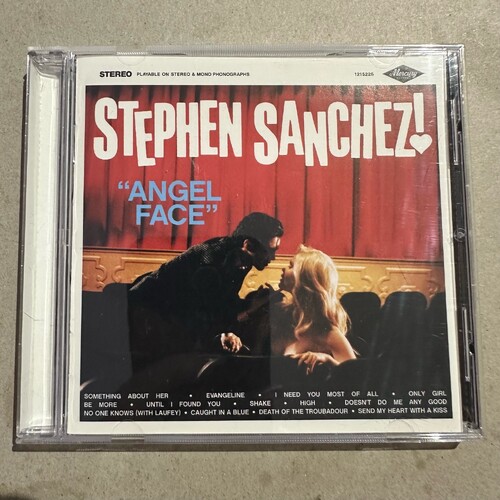 STEREO PLAYABLE ON STEREO & MONO PHONOGRAPHS 1215225 Mercury
STEPHEN SANCHEZ!
“ANGEL
FACE”
SOMETHING ABOUT HER • EVANGELINE • I NEED YOU MOST OF ALL • ONLY GIRL
BE MORE • UNTIL I FOUND YOU • SHAKE • HIGH • DOESN'T DO ME ANY GOOD
NO ONE KNOWS (WITH LAUFEY) • CAUGHT IN A BLUE • DEATH OF THE TROUBADOUR • SEND MY HEART WITH A KISS